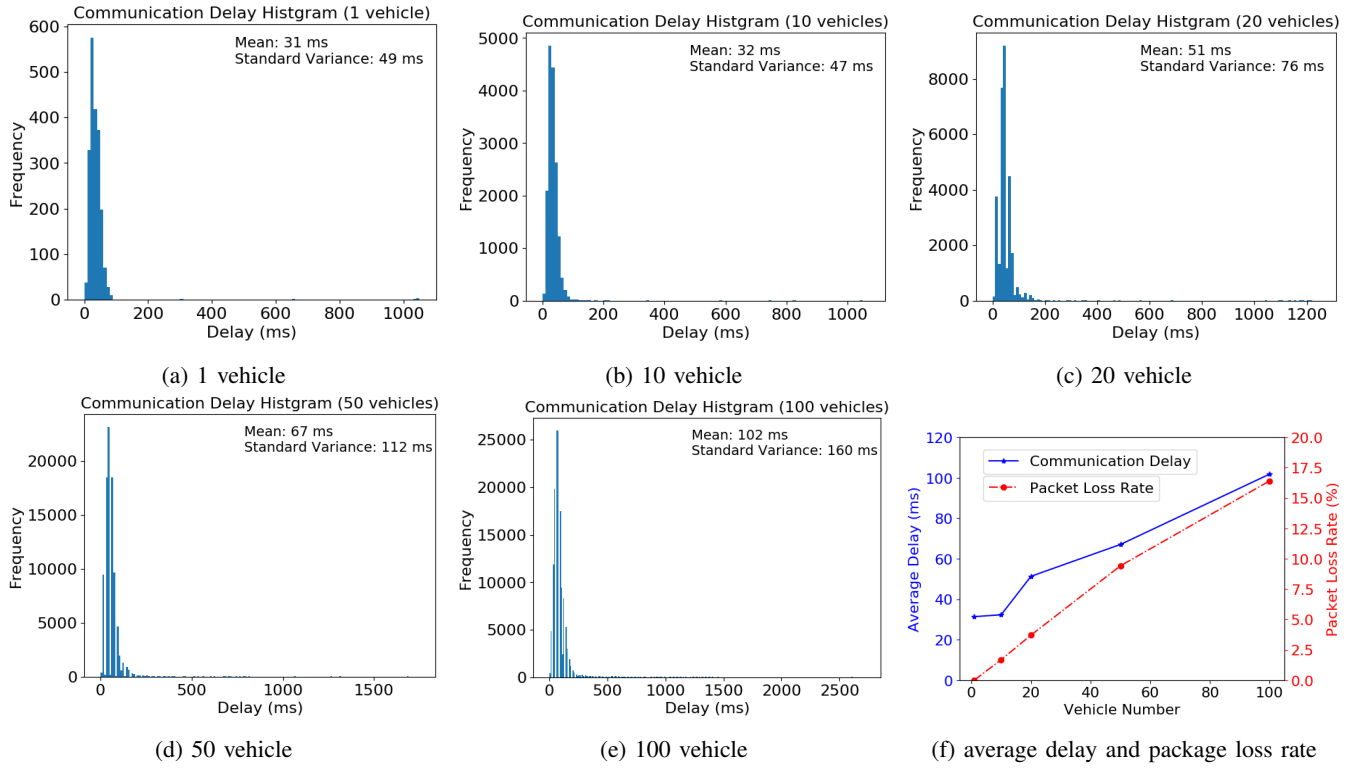 Communication Delay Histgram (1 vehicle)
Mean: 31 ms
Standard Variance: 49 ms
Frequency
600
500
400
300
200
100
0
0 200 400 600 800 1000
Delay (ms)
(a) 1 vehicle
Communication Delay Histgram (10 vehicles)
Mean: 32 ms
Standard Variance: 47 ms
Frequency
5000
4000
3000
2000
1000
0
0 200 400 600 800 1000
Delay (ms)
(b) 10 vehicle
Communication Delay Histgram (20 vehicles)
Mean: 51 ms
Standard Variance: 76 ms
Frequency
8000
6000
4000
2000
0
0 200 400 600 800 1000 1200
Delay (ms)
(c) 20 vehicle
Communication Delay Histgram (50 vehicles)
Mean: 67 ms
Standard Variance: 112 ms
Frequency
20000
15000
10000
5000
0
0 500 1000 1500
Delay (ms)
(d) 50 vehicle
Communication Delay Histgram (100 vehicles)
Mean: 102 ms
Standard Variance: 160 ms
Frequency
25000
20000
15000
10000
5000
0
0 500 1000 1500 2000 2500
Delay (ms)
(e) 100 vehicle
Communication Delay
Packet Loss Rate
Average Delay (ms)
120
100
80
60
40
20
0
Packet Loss Rate (%)
20.0
17.5
15.0
12.5
10.0
7.5
5.0
2.5
0.0
0 20 40 60 80 100
Vehicle Number
(f) average delay and package loss rate